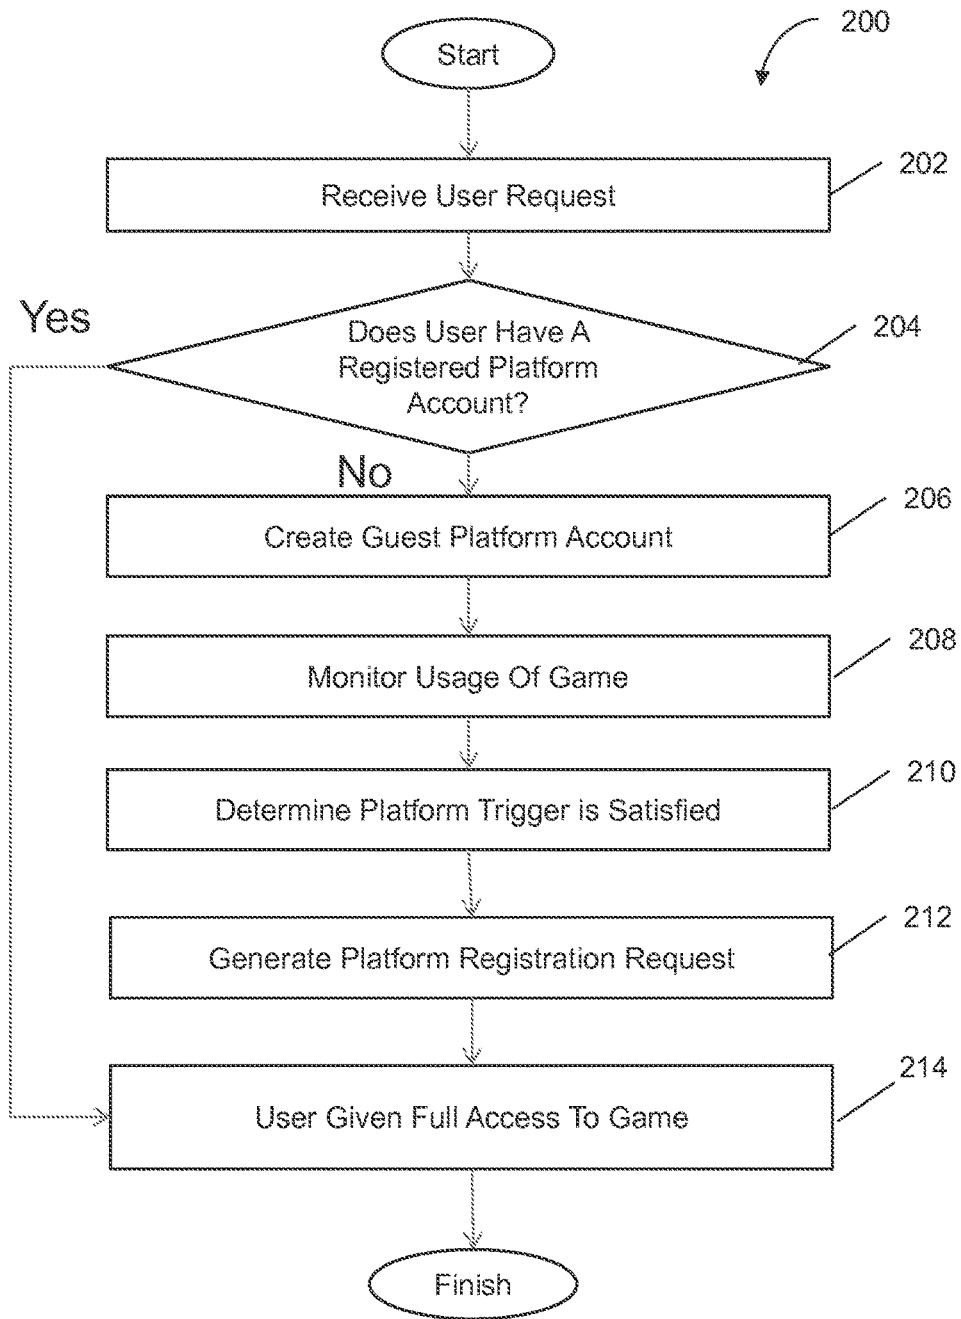 200
Start
202
Receive User Request
Yes
Does User Have A
Registered Platform
Account?
204
No
206
Create Guest Platform Account
208
Monitor Usage Of Game
210
Determine Platform Trigger is Satisfied
212
Generate Platform Registration Request
214
User Given Full Access To Game
Finish